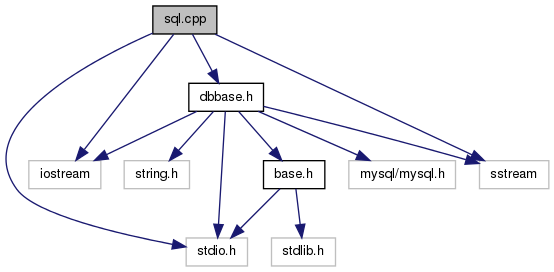 sql.cpp
dbbase.h
iostream
string.h
base.h
mysql/mysql.h
sstream
stdio.h
stdlib.h